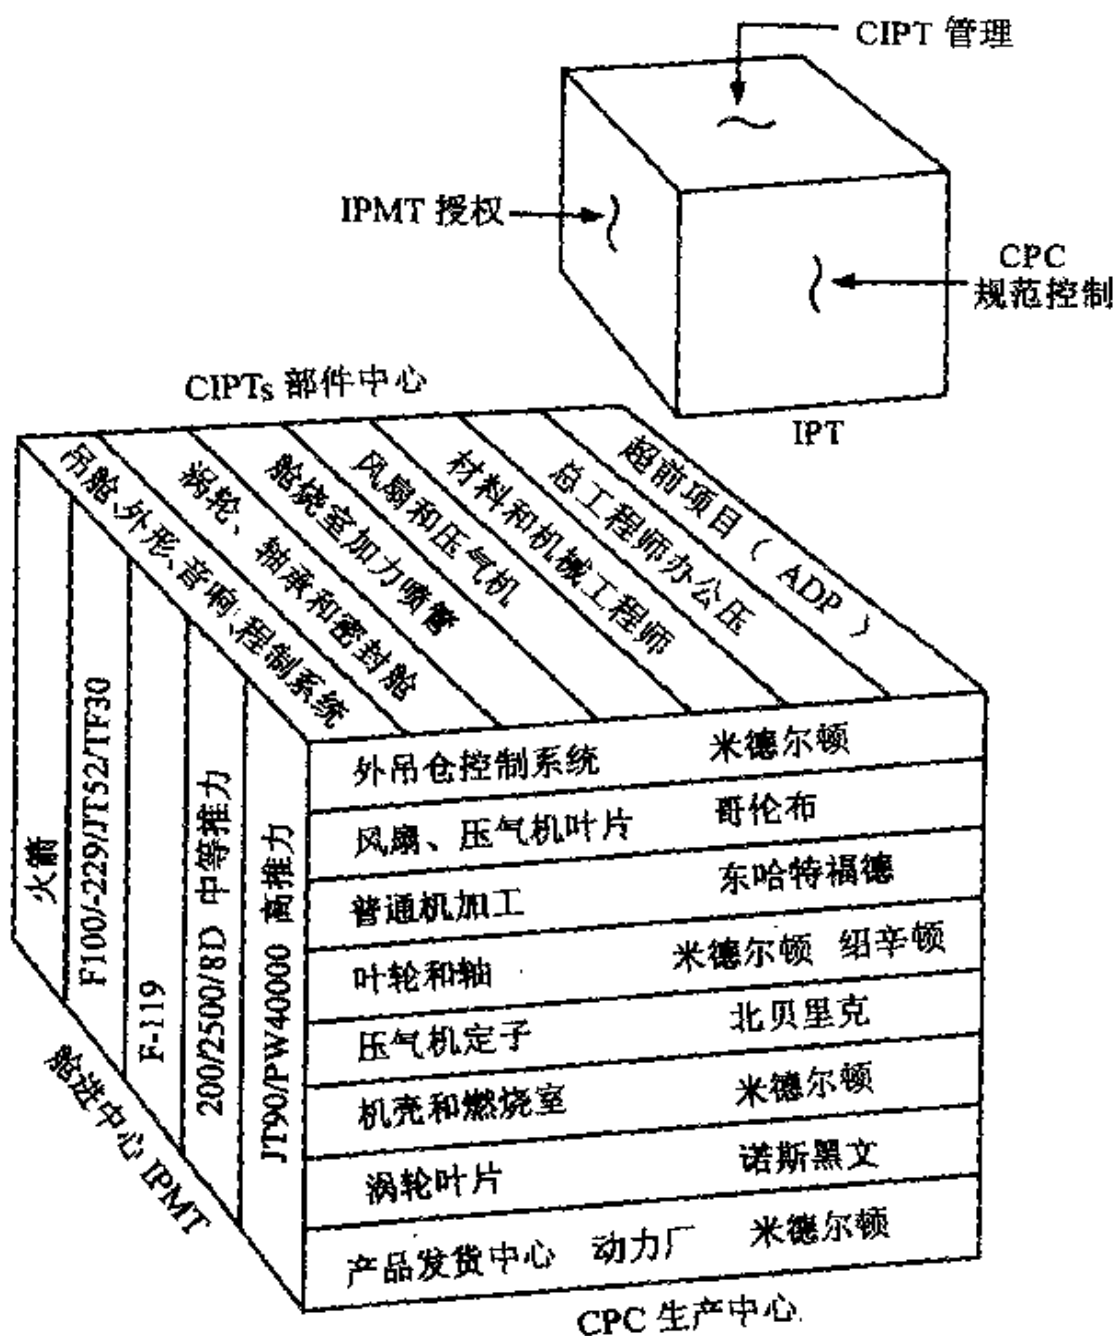 CIPT 管理
IPMT 授权
CPC
规范控制
IPT
CIPTs 部件中心
吊舱、外形、音响、程制系统
涡轮、轴承和密封舱
舱烧室加力喷管
风扇和压气机
材料和机械工程师
总工程师办公压
超前项目(ADP)
火箭
F100/-229/JT52/TF30
F-119
200/2500/8D 中等推力
JT90/PW40000 高推力
舱进中心 IPMT
外吊仓控制系统 米德尔顿
风扇、压气机叶片 哥伦布
普通机加工 东哈特福德
叶轮和轴 米德尔顿 绍辛顿
压气机定子 北贝里克
机壳和燃烧室 米德尔顿
涡轮叶片 诺斯黑文
产品发货中心 动力厂 米德尔顿
CPC 生产中心